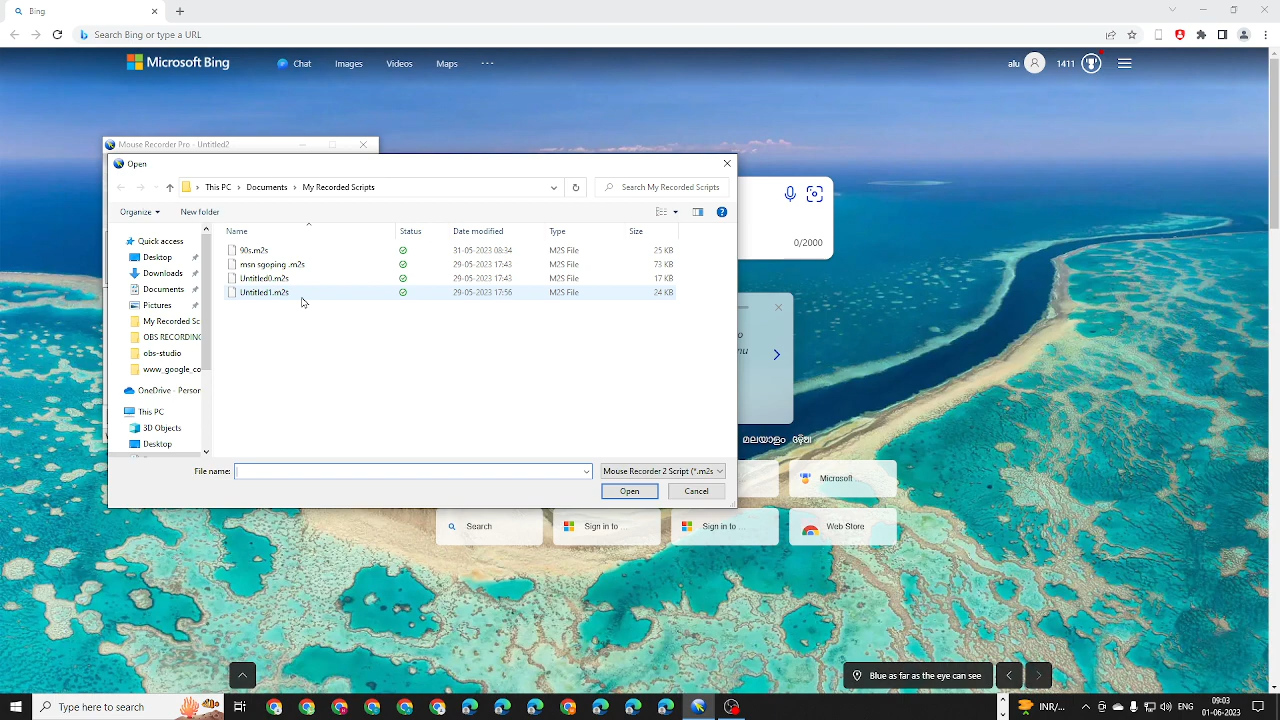 Bing
Search Bing or type a URL
Microsoft Bing
Chat
Images
Videos
Maps
alu
1411
Mouse Recorder Pro - Untitled2
Open
This PC > Documents > My Recorded Scripts
Search My Recorded Scripts
Organize
New folder
0/2000
Name
Status
Date modified
Type
Size
90s.m2s
31-05-2023 08:34
M2S File
25 KB
msn sgoping .m2s
29-05-2023 17:43
M2S File
73 KB
Untitled0.m2s
29-05-2023 17:43
M2S File
17 KB
Untitled1.m2s
29-05-2023 17:56
M2S File
24 KB
Quick access
Desktop
Downloads
Documents
Pictures
My Recorded Sc
OBS RECORDING
obs-studio
www_google_co
OneDrive - Person
This PC
3D Objects
Desktop
File name:
Mouse Recorder 2 Script (*.m2s
Open
Cancel
മലയാളം ଓଡ଼ିଆ
Microsoft
Search
Sign in to ...
Sign in to ...
Web Store
Blue as far as the eye can see
Type here to search
INR/...
ENG
09:03
01-06-2023